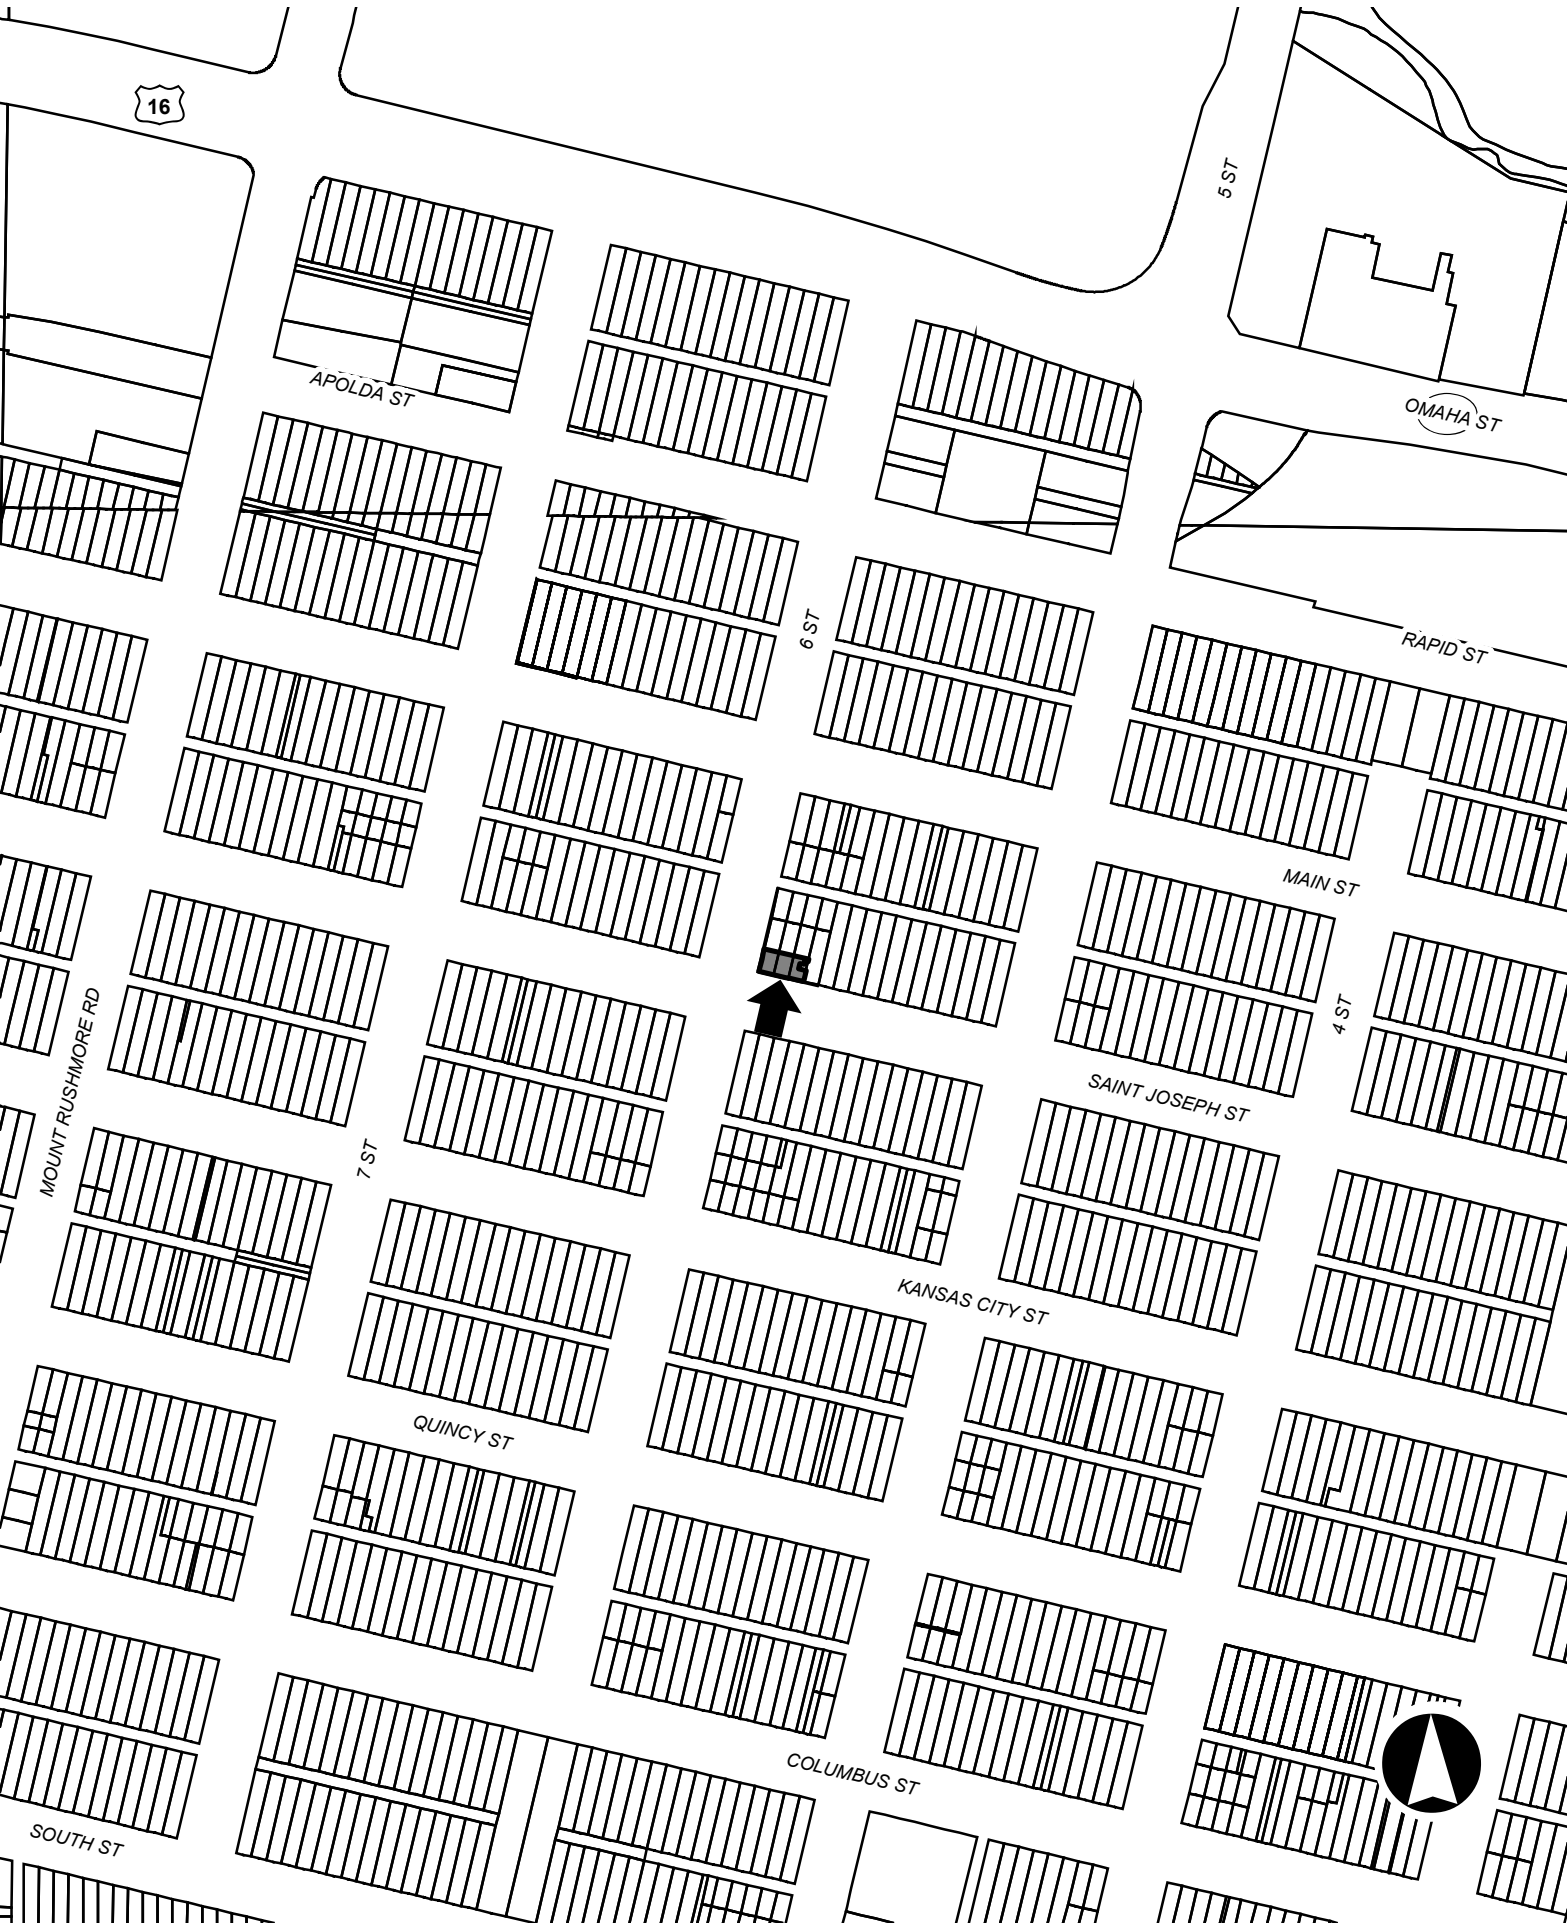 16
5 ST
APOLDA ST
OMAHA ST
6 ST
RAPID ST
MAIN ST
4 ST
MOUNT RUSHMORE RD
SAINT JOSEPH ST
7 ST
KANSAS CITY ST
QUINCY ST
COLUMBUS ST
SOUTH ST